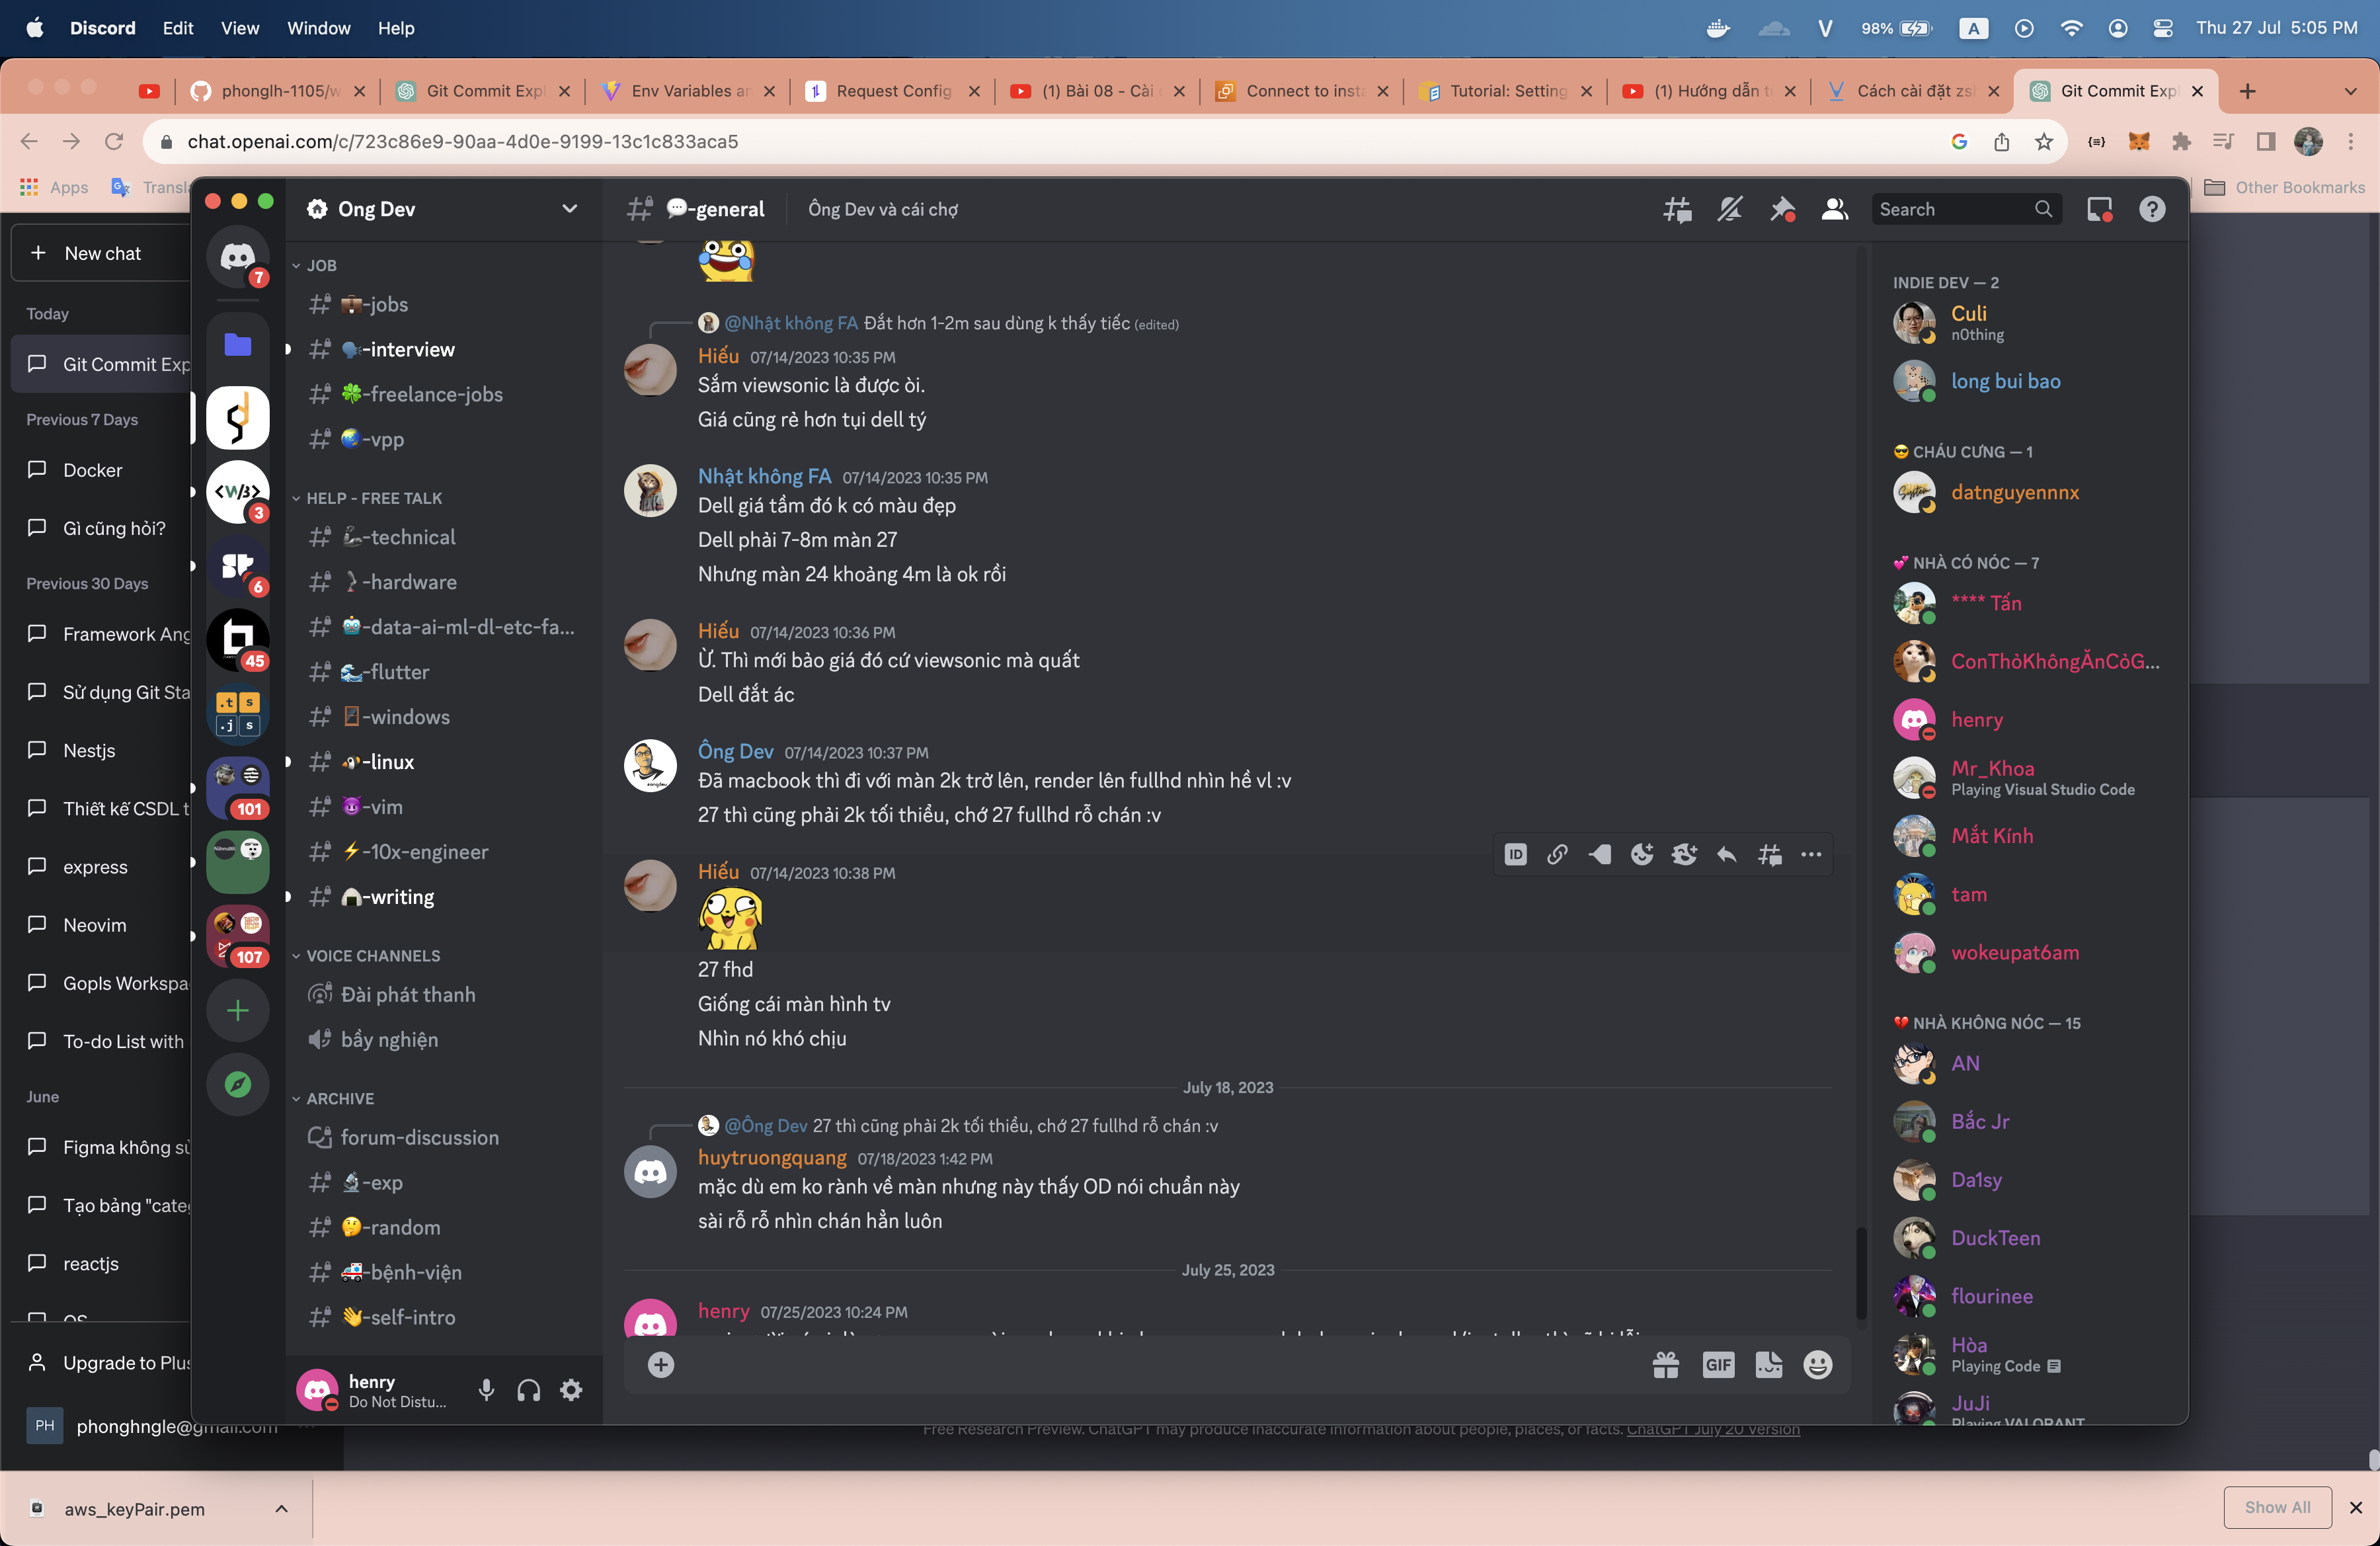 Discord Edit View Window Help
V 98% A Thu 27 Jul 5:05 PM
phonglh-1105/w
Git Commit Expl
Env Variables an
Request Config
(1) Bài 08 - Cài
Connect to insta
Tutorial: Setting
(1) Hướng dẫn
Cách cài đặt zsh
Git Commit Expl
chat.openai.com/c/723c86e9-90aa-4d0e-9199-13c1c833aca5
Apps
Transla
Other Bookmarks
New chat
Today
Git Commit Exp
Previous 7 Days
Docker
Gì cũng hỏi?
Previous 30 Days
Framework Ang
Sử dụng Git Sta
Nestjs
Thiết kế CSDL t
express
Neovim
Gopls Workspa
To-do List with
June
Figma không sử
Tạo bảng "cate
reactjs
OS
Upgrade to Plus
PH phonghngle@gmail.com
7
<W/B>
3
6
45
.t s
.j s
101
107
Ong Dev
JOB
-jobs
-interview
-freelance-jobs
-vpp
HELP - FREE TALK
-technical
-hardware
-data-ai-ml-dl-etc-fa...
-flutter
-windows
-linux
-vim
-10x-engineer
-writing
VOICE CHANNELS
Đài phát thanh
bầy nghiện
ARCHIVE
forum-discussion
-exp
-random
-bệnh-viện
-self-intro
henry
Do Not Distu...
-general
Ông Dev và cái chợ
Search
@Nhật không FA Đắt hơn 1-2m sau dùng k thấy tiếc (edited)
Hiếu 07/14/2023 10:35 PM
Sắm viewsonic là được òi.
Giá cũng rẻ hơn tụi dell tý
Nhật không FA 07/14/2023 10:35 PM
Dell giá tầm đó k có màu đẹp
Dell phải 7-8m màn 27
Nhưng màn 24 khoảng 4m là ok rồi
Hiếu 07/14/2023 10:36 PM
Ừ. Thì mới bảo giá đó cứ viewsonic mà quất
Dell đắt ác
Ông Dev 07/14/2023 10:37 PM
Đã macbook thì đi với màn 2k trở lên, render lên fullhd nhìn hề vl :v
27 thì cũng phải 2k tối thiểu, chớ 27 fullhd rỗ chán :v
ID
Hiếu 07/14/2023 10:38 PM
27 fhd
Giống cái màn hình tv
Nhìn nó khó chịu
July 18, 2023
@Ông Dev 27 thì cũng phải 2k tối thiểu, chớ 27 fullhd rỗ chán :v
huytruongquang 07/18/2023 1:42 PM
mặc dù em ko rành về màn nhưng này thấy OD nói chuẩn này
sài rỗ rỗ nhìn chán hẳn luôn
July 25, 2023
henry 07/25/2023 10:24 PM
GIF
INDIE DEV — 2
Culi
n0thing
long bui bao
CHÁU CƯNG — 1
datnguyennnx
NHÀ CÓ NÓC — 7
**** Tấn
ConThỏKhôngĂnCỏG...
henry
Mr_Khoa
Playing Visual Studio Code
Mắt Kính
tam
wokeupat6am
NHÀ KHÔNG NÓC — 15
AN
Bắc Jr
Da1sy
DuckTeen
flourinee
Hòa
Playing Code
JuJi
Playing VALORANT
Free Research Preview. ChatGPT may produce inaccurate information about people, places, or facts. ChatGPT July 20 Version
aws_keyPair.pem
Show All